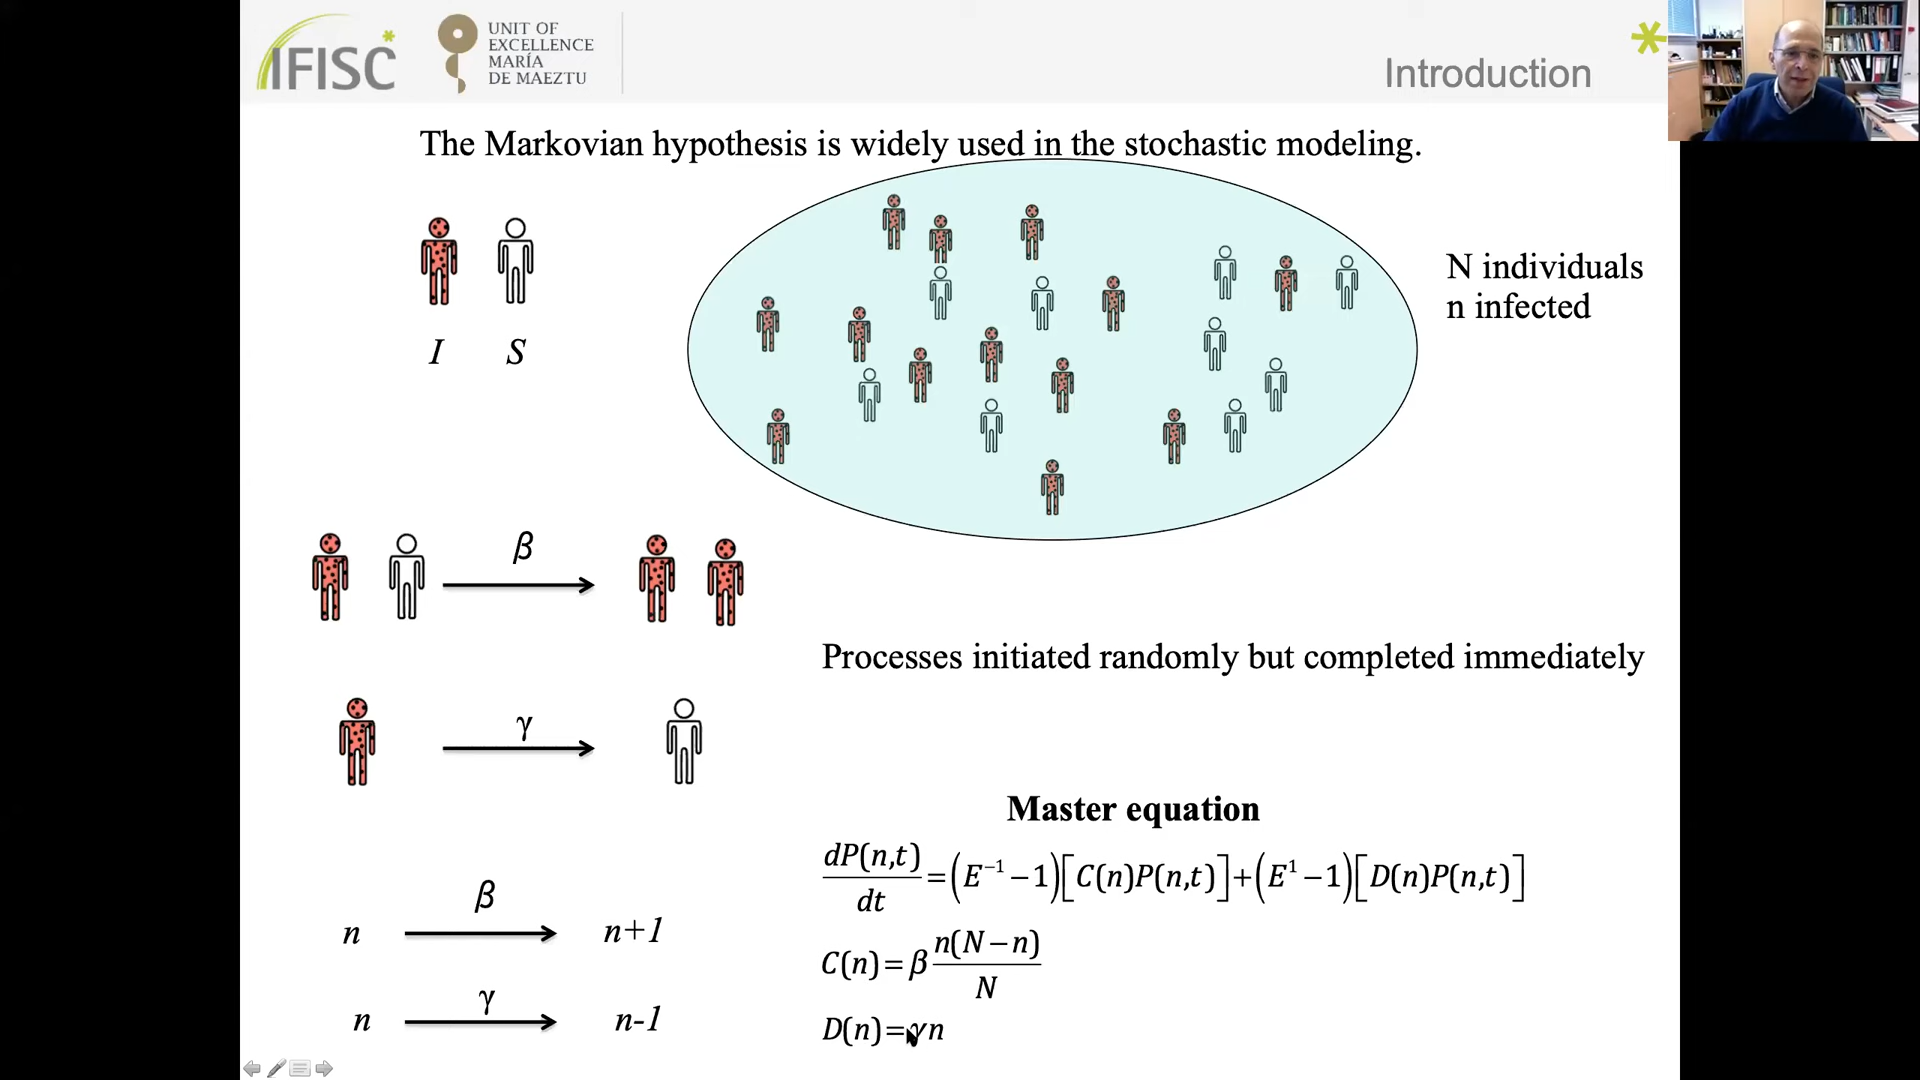 IFISC
UNIT OF
EXCELLENCE
MARÍA
DE MAEZTU
Introduction
The Markovian hypothesis is widely used in the stochastic modeling.
N individuals
n infected
I S
β
Processes initiated randomly but completed immediately
γ
Master equation
dP(n,t)/dt = (E⁻¹ − 1)[C(n)P(n,t)] + (E¹ − 1)[D(n)P(n,t)]
β
n n+1
C(n) = β n(N − n)/N
γ
n n-1
D(n) = γn